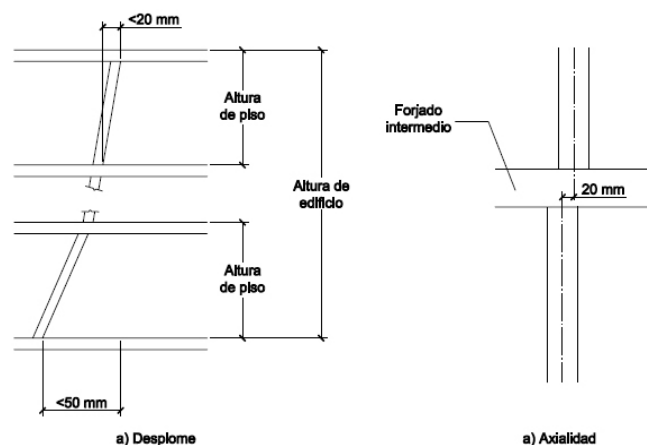 <20 mm
Altura
de piso
Altura de
edificio
Altura
de piso
<50 mm
a) Desplome
Forjado
intermedio
20 mm
a) Axialidad